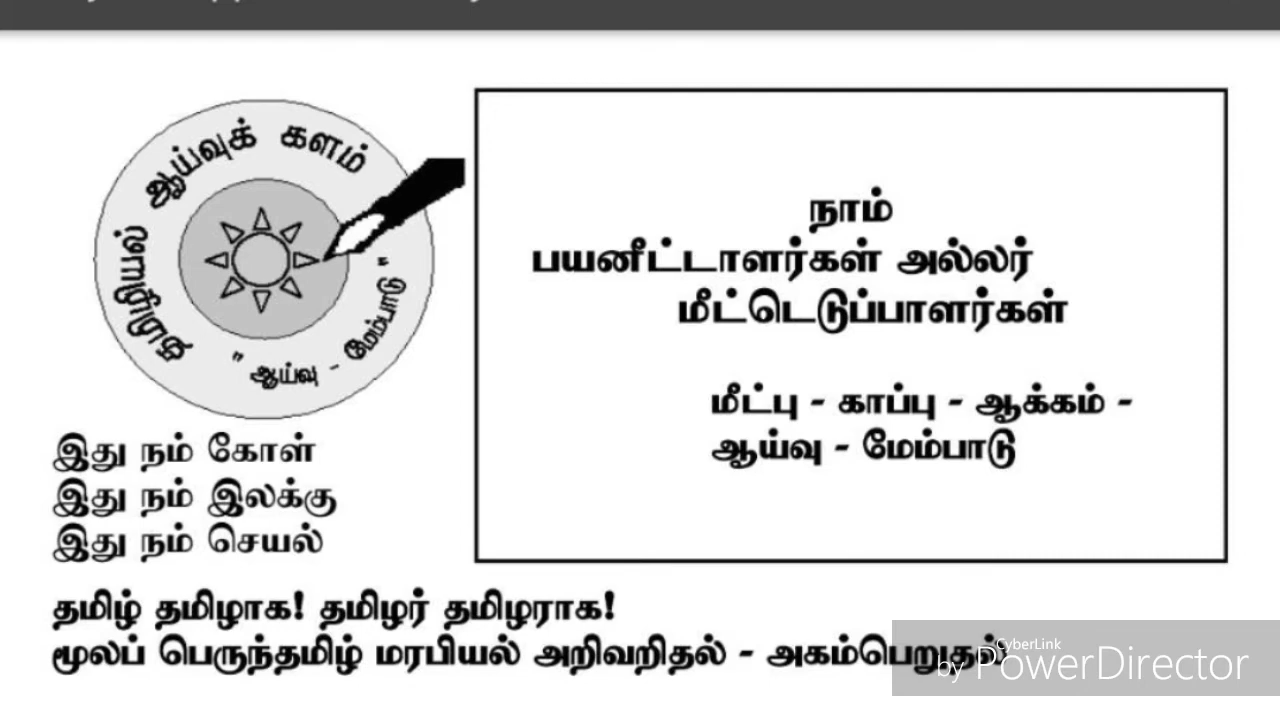 தமிழியல் ஆய்வுக் களம்
" ஆய்வு - மேம்பாடு "
நாம்
பயனீட்டாளர்கள் அல்லர்
மீட்டெடுப்பாளர்கள்
மீட்பு - காப்பு - ஆக்கம் -
ஆய்வு - மேம்பாடு
இது நம் கோள்
இது நம் இலக்கு
இது நம் செயல்
தமிழ் தமிழாக! தமிழர் தமிழராக!
மூலப் பெருந்தமிழ் மரபியல் அறிவறிதல் - அகம்பெறுதல்
CyberLink
by PowerDirector